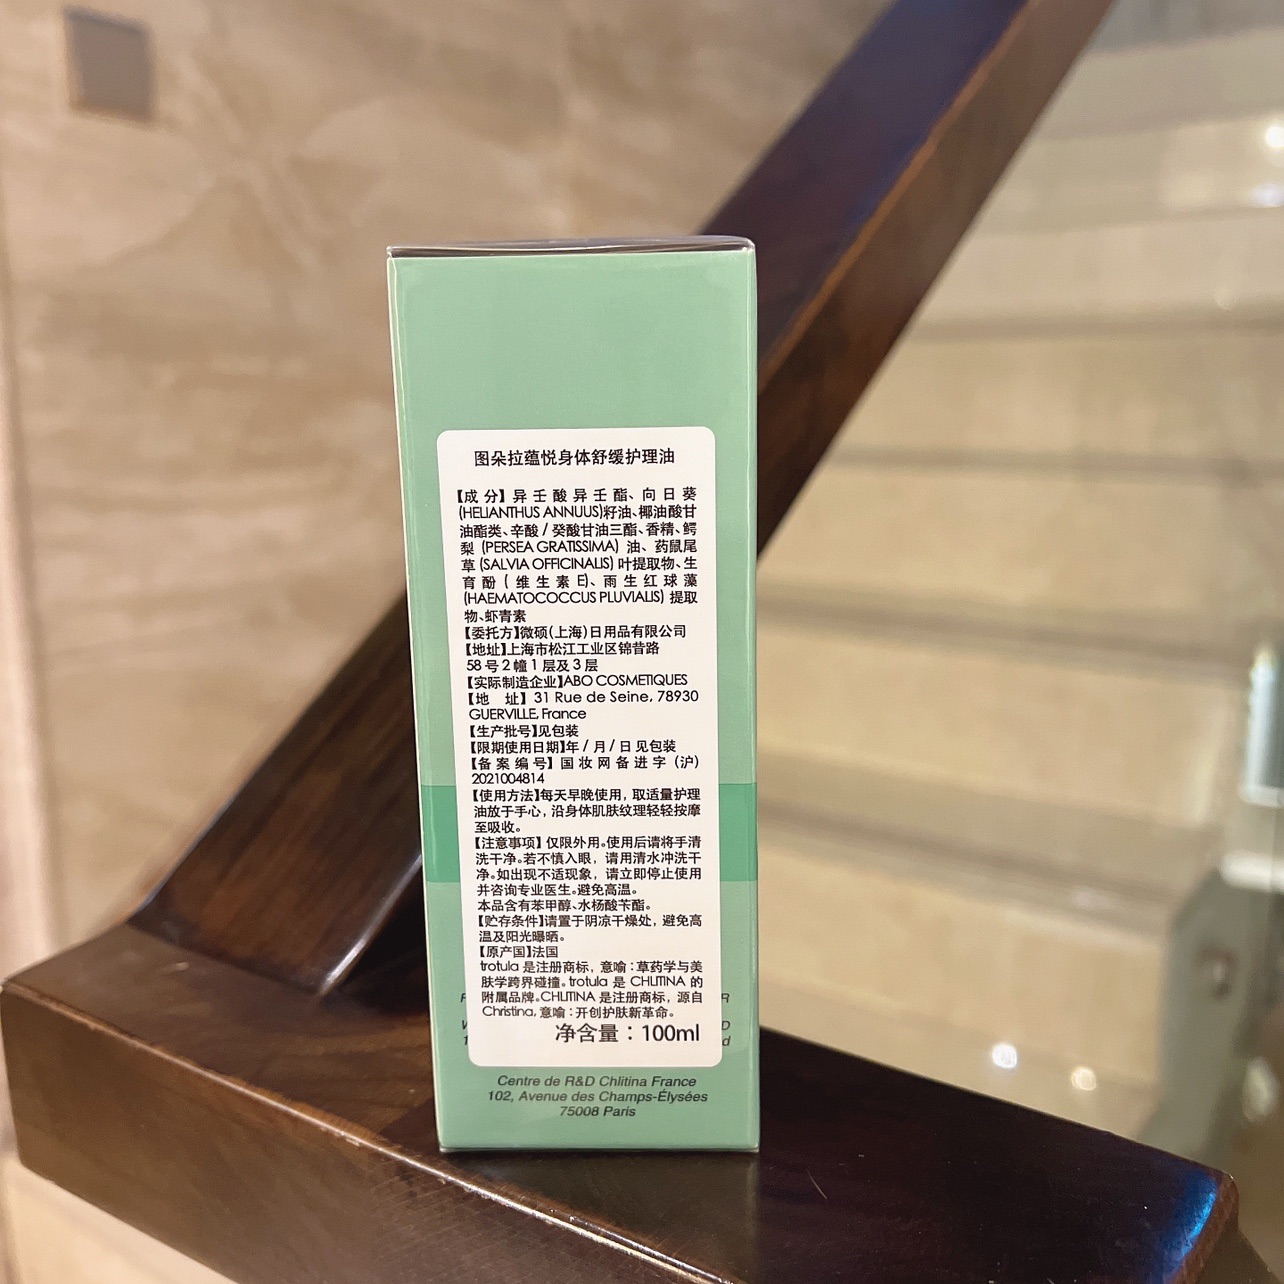 图朵拉蕴悦身体舒缓护理油
【成分】异壬酸异壬酯、向日葵
(HELIANTHUS ANNUUS)籽油、椰油酸甘
油酯类、辛酸/癸酸甘油三酯、香精、鳄
梨 (PERSEA GRATISSIMA) 油、药鼠尾
草 (SALVIA OFFICINALIS) 叶提取物、生
育酚(维生素E)、雨生红球藻
(HAEMATOCOCCUS PLUVIALIS) 提取
物、虾青素
【委托方】微硕(上海)日用品有限公司
【地址】上海市松江工业区锦昔路
58号2幢1层及3层
【实际制造企业】ABO COSMETIQUES
【地 址】31 Rue de Seine, 78930
GUERVILLE, France
【生产批号】见包装
【限期使用日期】年/月/日 见包装
【备案编号】国妆网备进字(沪)
2021004814
【使用方法】每天早晚使用，取适量护理
油放于手心，沿身体肌肤纹理轻轻按摩
至吸收。
【注意事项】仅限外用。使用后请将手清
洗干净。若不慎入眼，请用清水冲洗干
净。如出现不适现象，请立即停止使用
并咨询专业医生。避免高温。
本品含有苯甲醇、水杨酸苄酯。
【贮存条件】请置于阴凉干燥处，避免高
温及阳光曝晒。
【原产国】法国
trotula 是注册商标，意喻：草药学与美
肤学跨界碰撞。trotula 是 CHLITINA 的
附属品牌。CHLITINA 是注册商标，源自
Christina, 意喻：开创护肤新革命。
净含量：100ml
Centre de R&D Chlitina France
102, Avenue des Champs-Élysées
75008 Paris